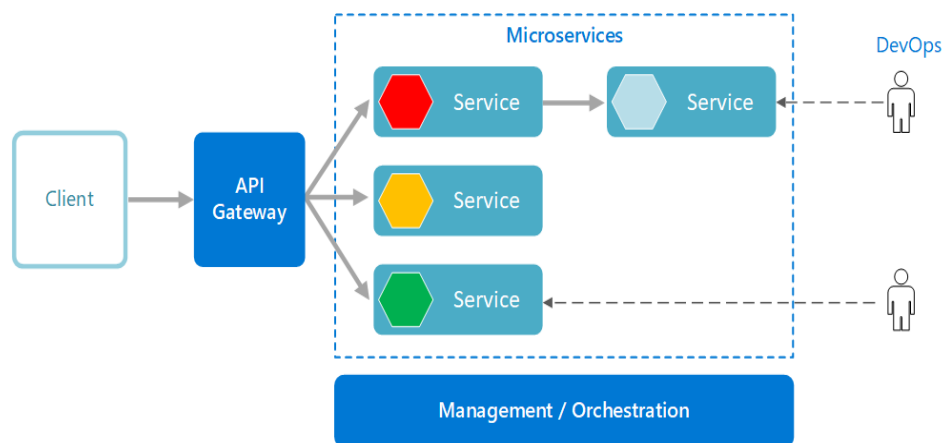 Microservices
DevOps
Service
Service
Client
API
Gateway
Service
Service
Management / Orchestration